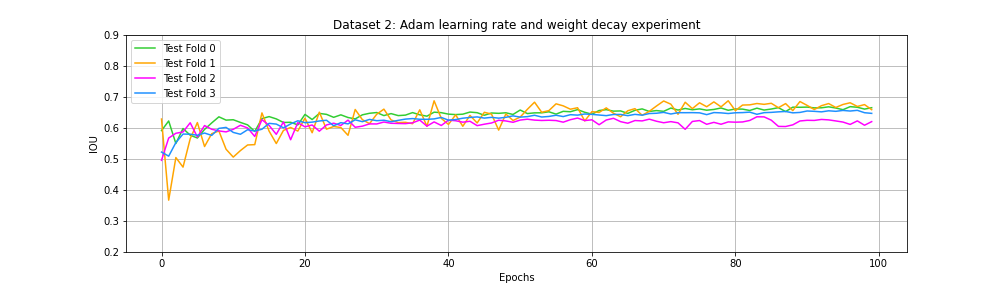 Dataset 2: Adam learning rate and weight decay experiment
0.9
0.8
0.7
0.6
0.5
0.4
0.3
0.2
IOU
Test Fold 0
Test Fold 1
Test Fold 2
Test Fold 3
0 20 40 60 80 100
Epochs